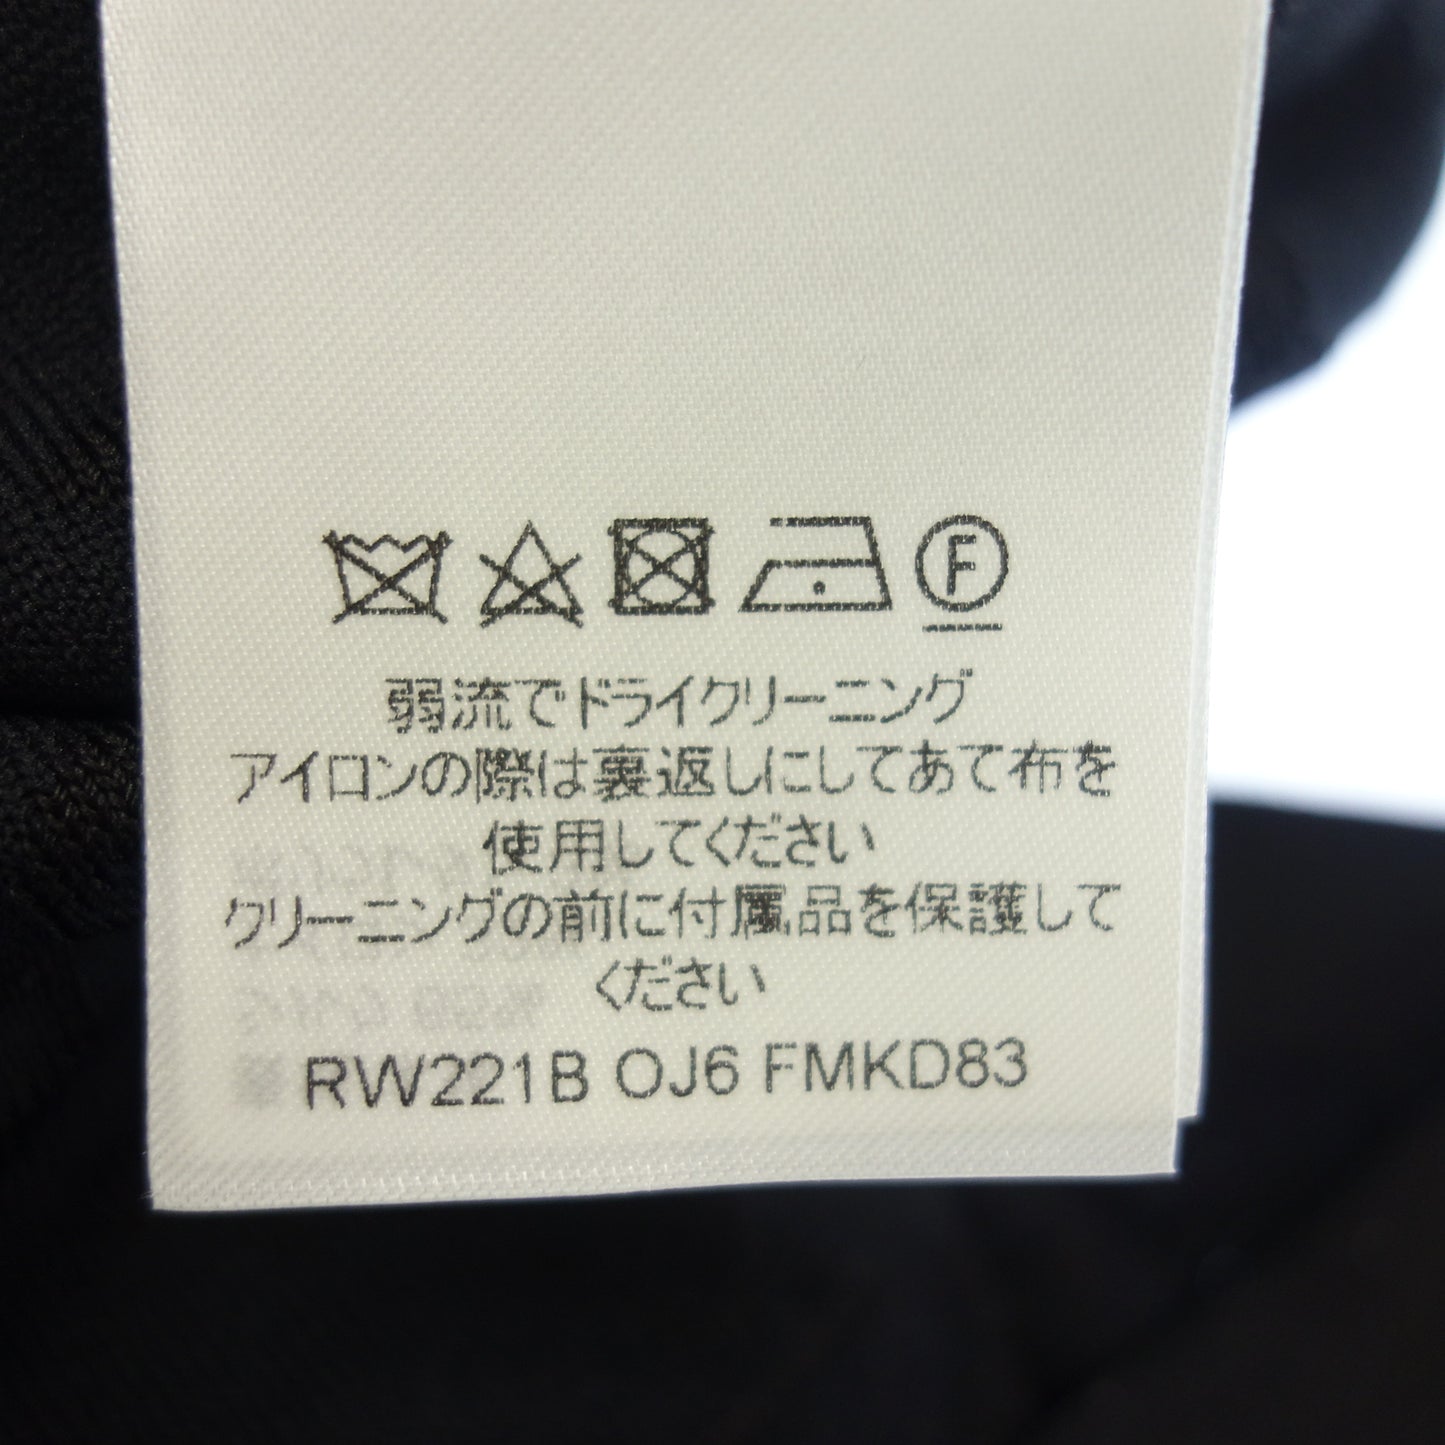 F
弱流でドライクリーニング
アイロンの際は裏返しにしてあて布を
使用してください
クリーニングの前に付属品を保護して
ください
RW221B OJ6 FMKD83